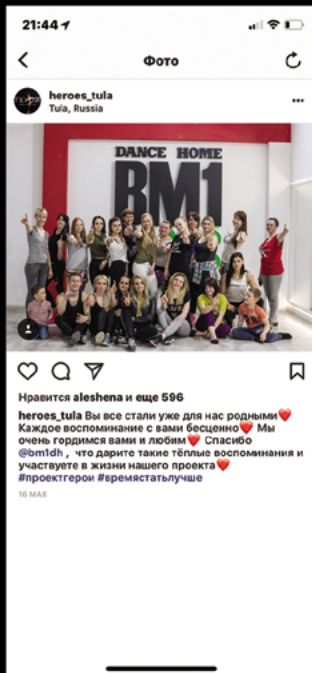 21:44
Фото
heroes_tula
Tula, Russia
DANCE HOME
BM1
Нравится aleshena и еще 596
heroes_tula Вы все стали уже для нас родными❤️
Каждое воспоминание с вами бесценно❤️ Мы
очень гордимся вами и любим❤️ Спасибо
@bm1dh , что дарите такие тёплые воспоминания и
участвуете в жизни нашего проекта❤️
#проектгерои #времястатьлучше
16 МАЯ